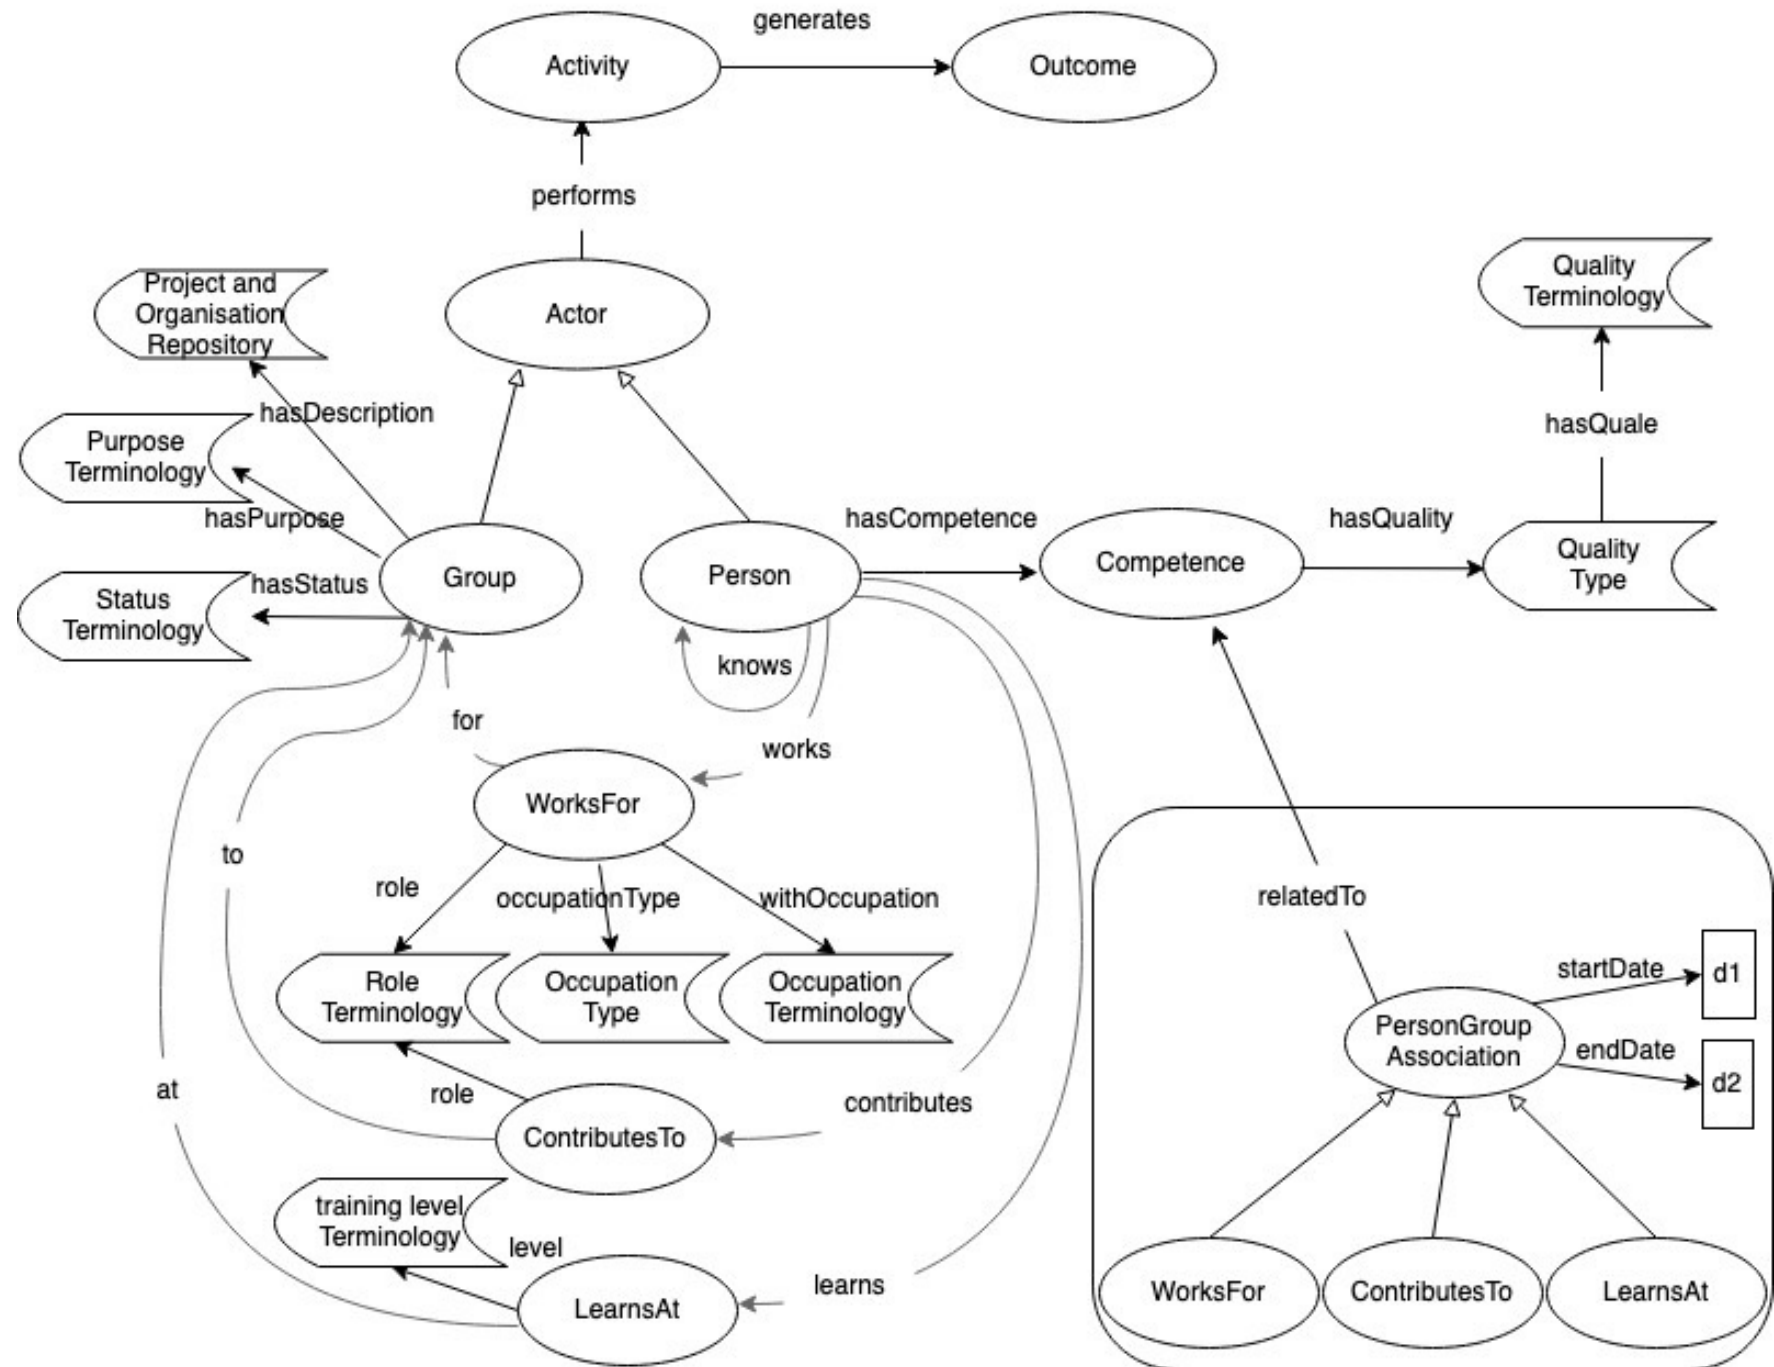 generates
Activity
Outcome
performs
Project and
Organisation
Repository
Actor
Quality
Terminology
hasDescription
hasQuale
Purpose
Terminology
hasPurpose
hasCompetence
hasQuality
Group
Person
Competence
Quality
Type
hasStatus
Status
Terminology
knows
for
works
WorksFor
to
role
occupationType
withOccupation
relatedTo
Role
Terminology
Occupation
Type
Occupation
Terminology
startDate
d1
PersonGroup
Association
endDate
d2
at
role
contributes
ContributesTo
training level
Terminology
level
learns
LearnsAt
WorksFor
ContributesTo
LearnsAt